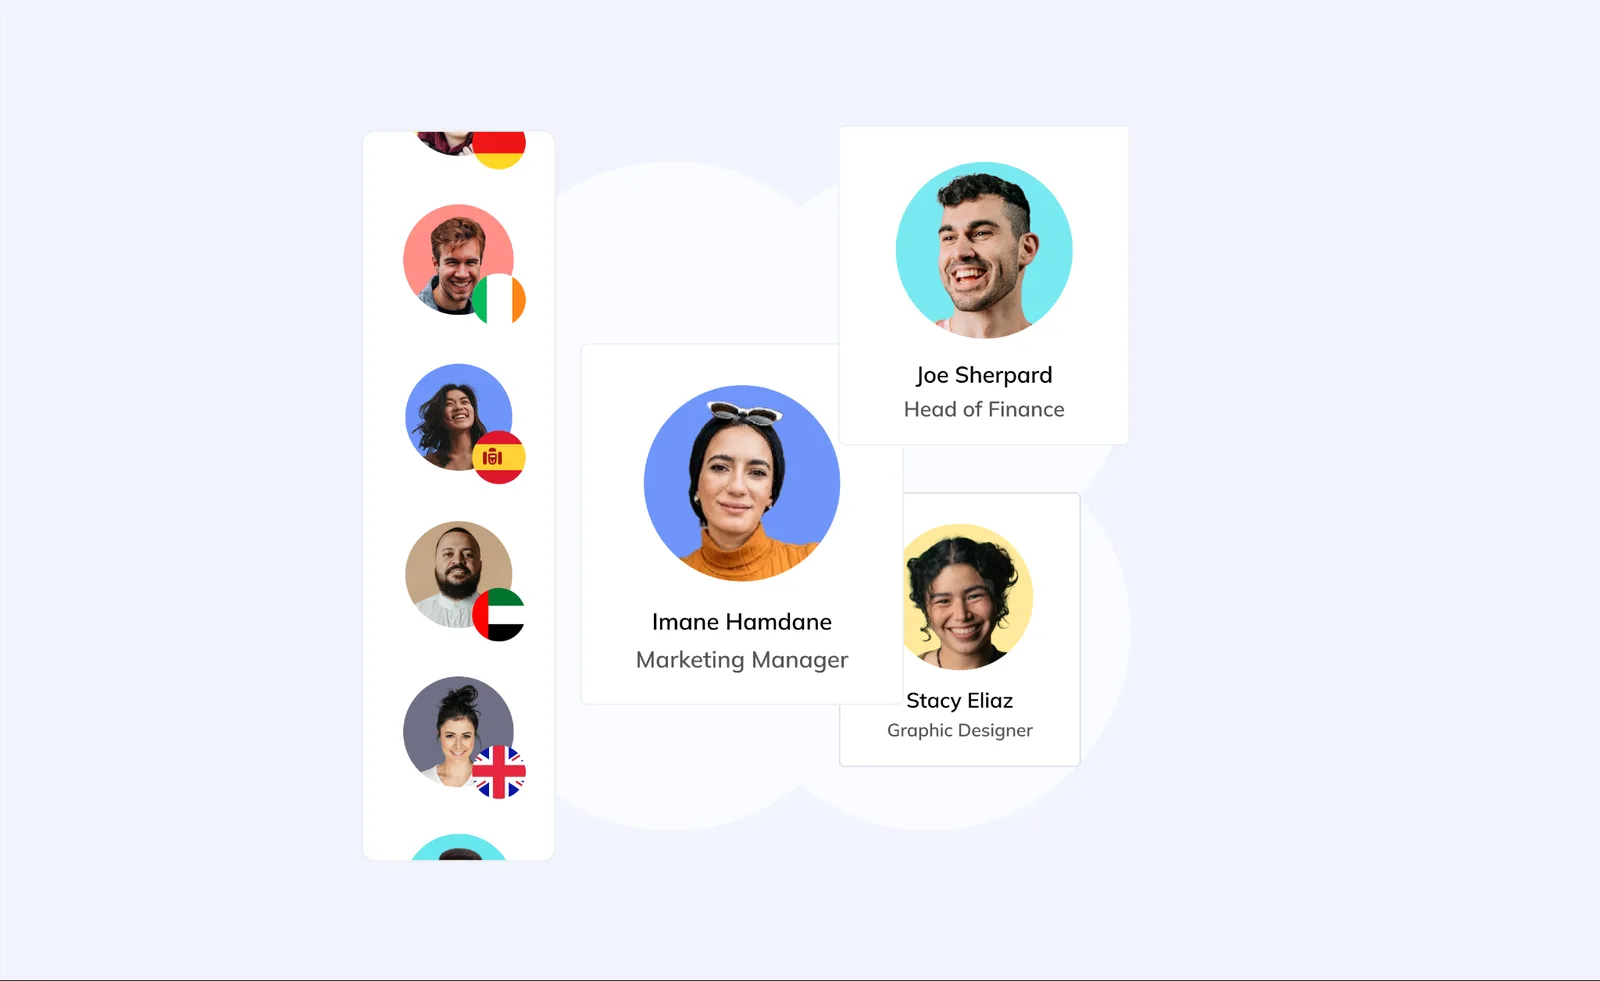 Joe Sherpard
Head of Finance
Imane Hamdane
Marketing Manager
Stacy Eliaz
Graphic Designer